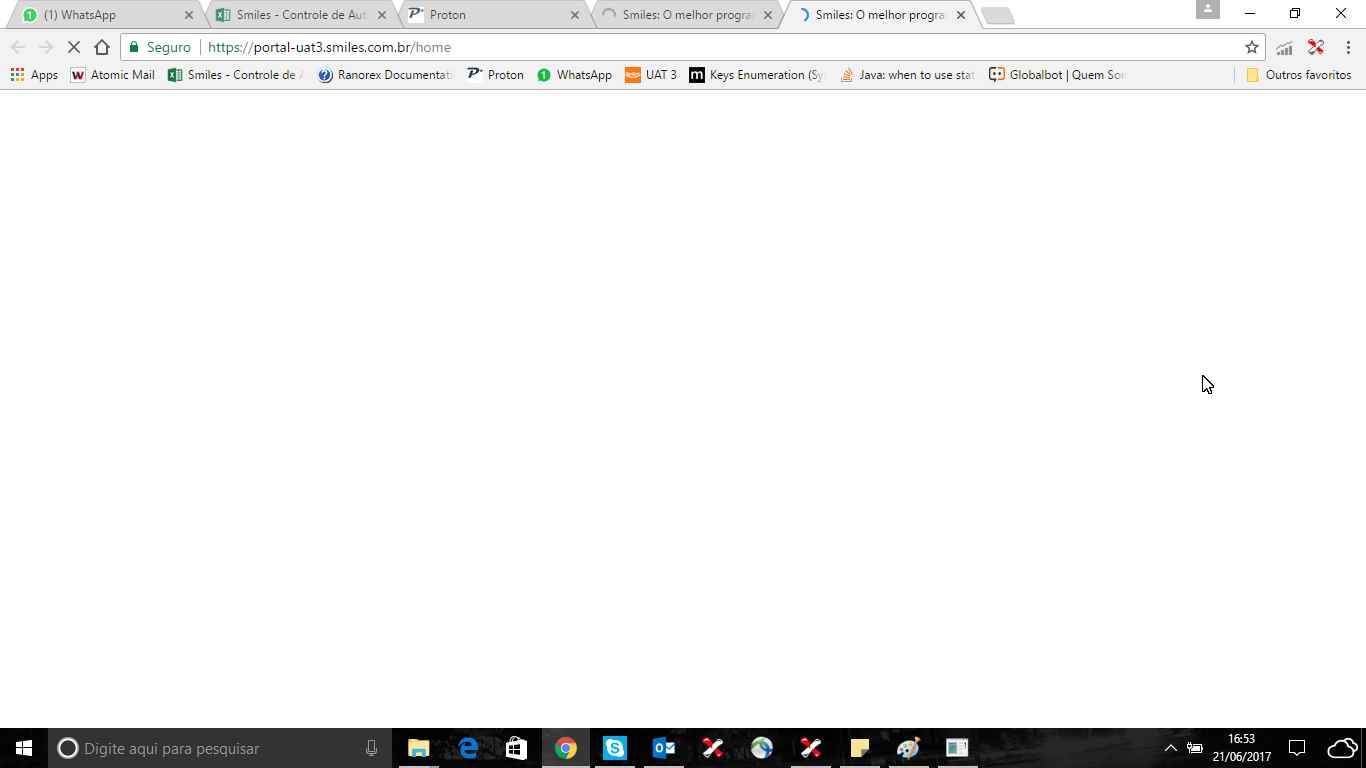 (1) WhatsApp
Smiles - Controle de Aut
Proton
Smiles: O melhor progra
Smiles: O melhor progra
Seguro
https://portal-uat3.smiles.com.br/home
Apps
Atomic Mail
Smiles - Controle de A
Ranorex Documentati
Proton
WhatsApp
UAT 3
Keys Enumeration (Sy
Java: when to use stat
Globalbot | Quem Son
Outros favoritos
Digite aqui para pesquisar
16:53
21/06/2017